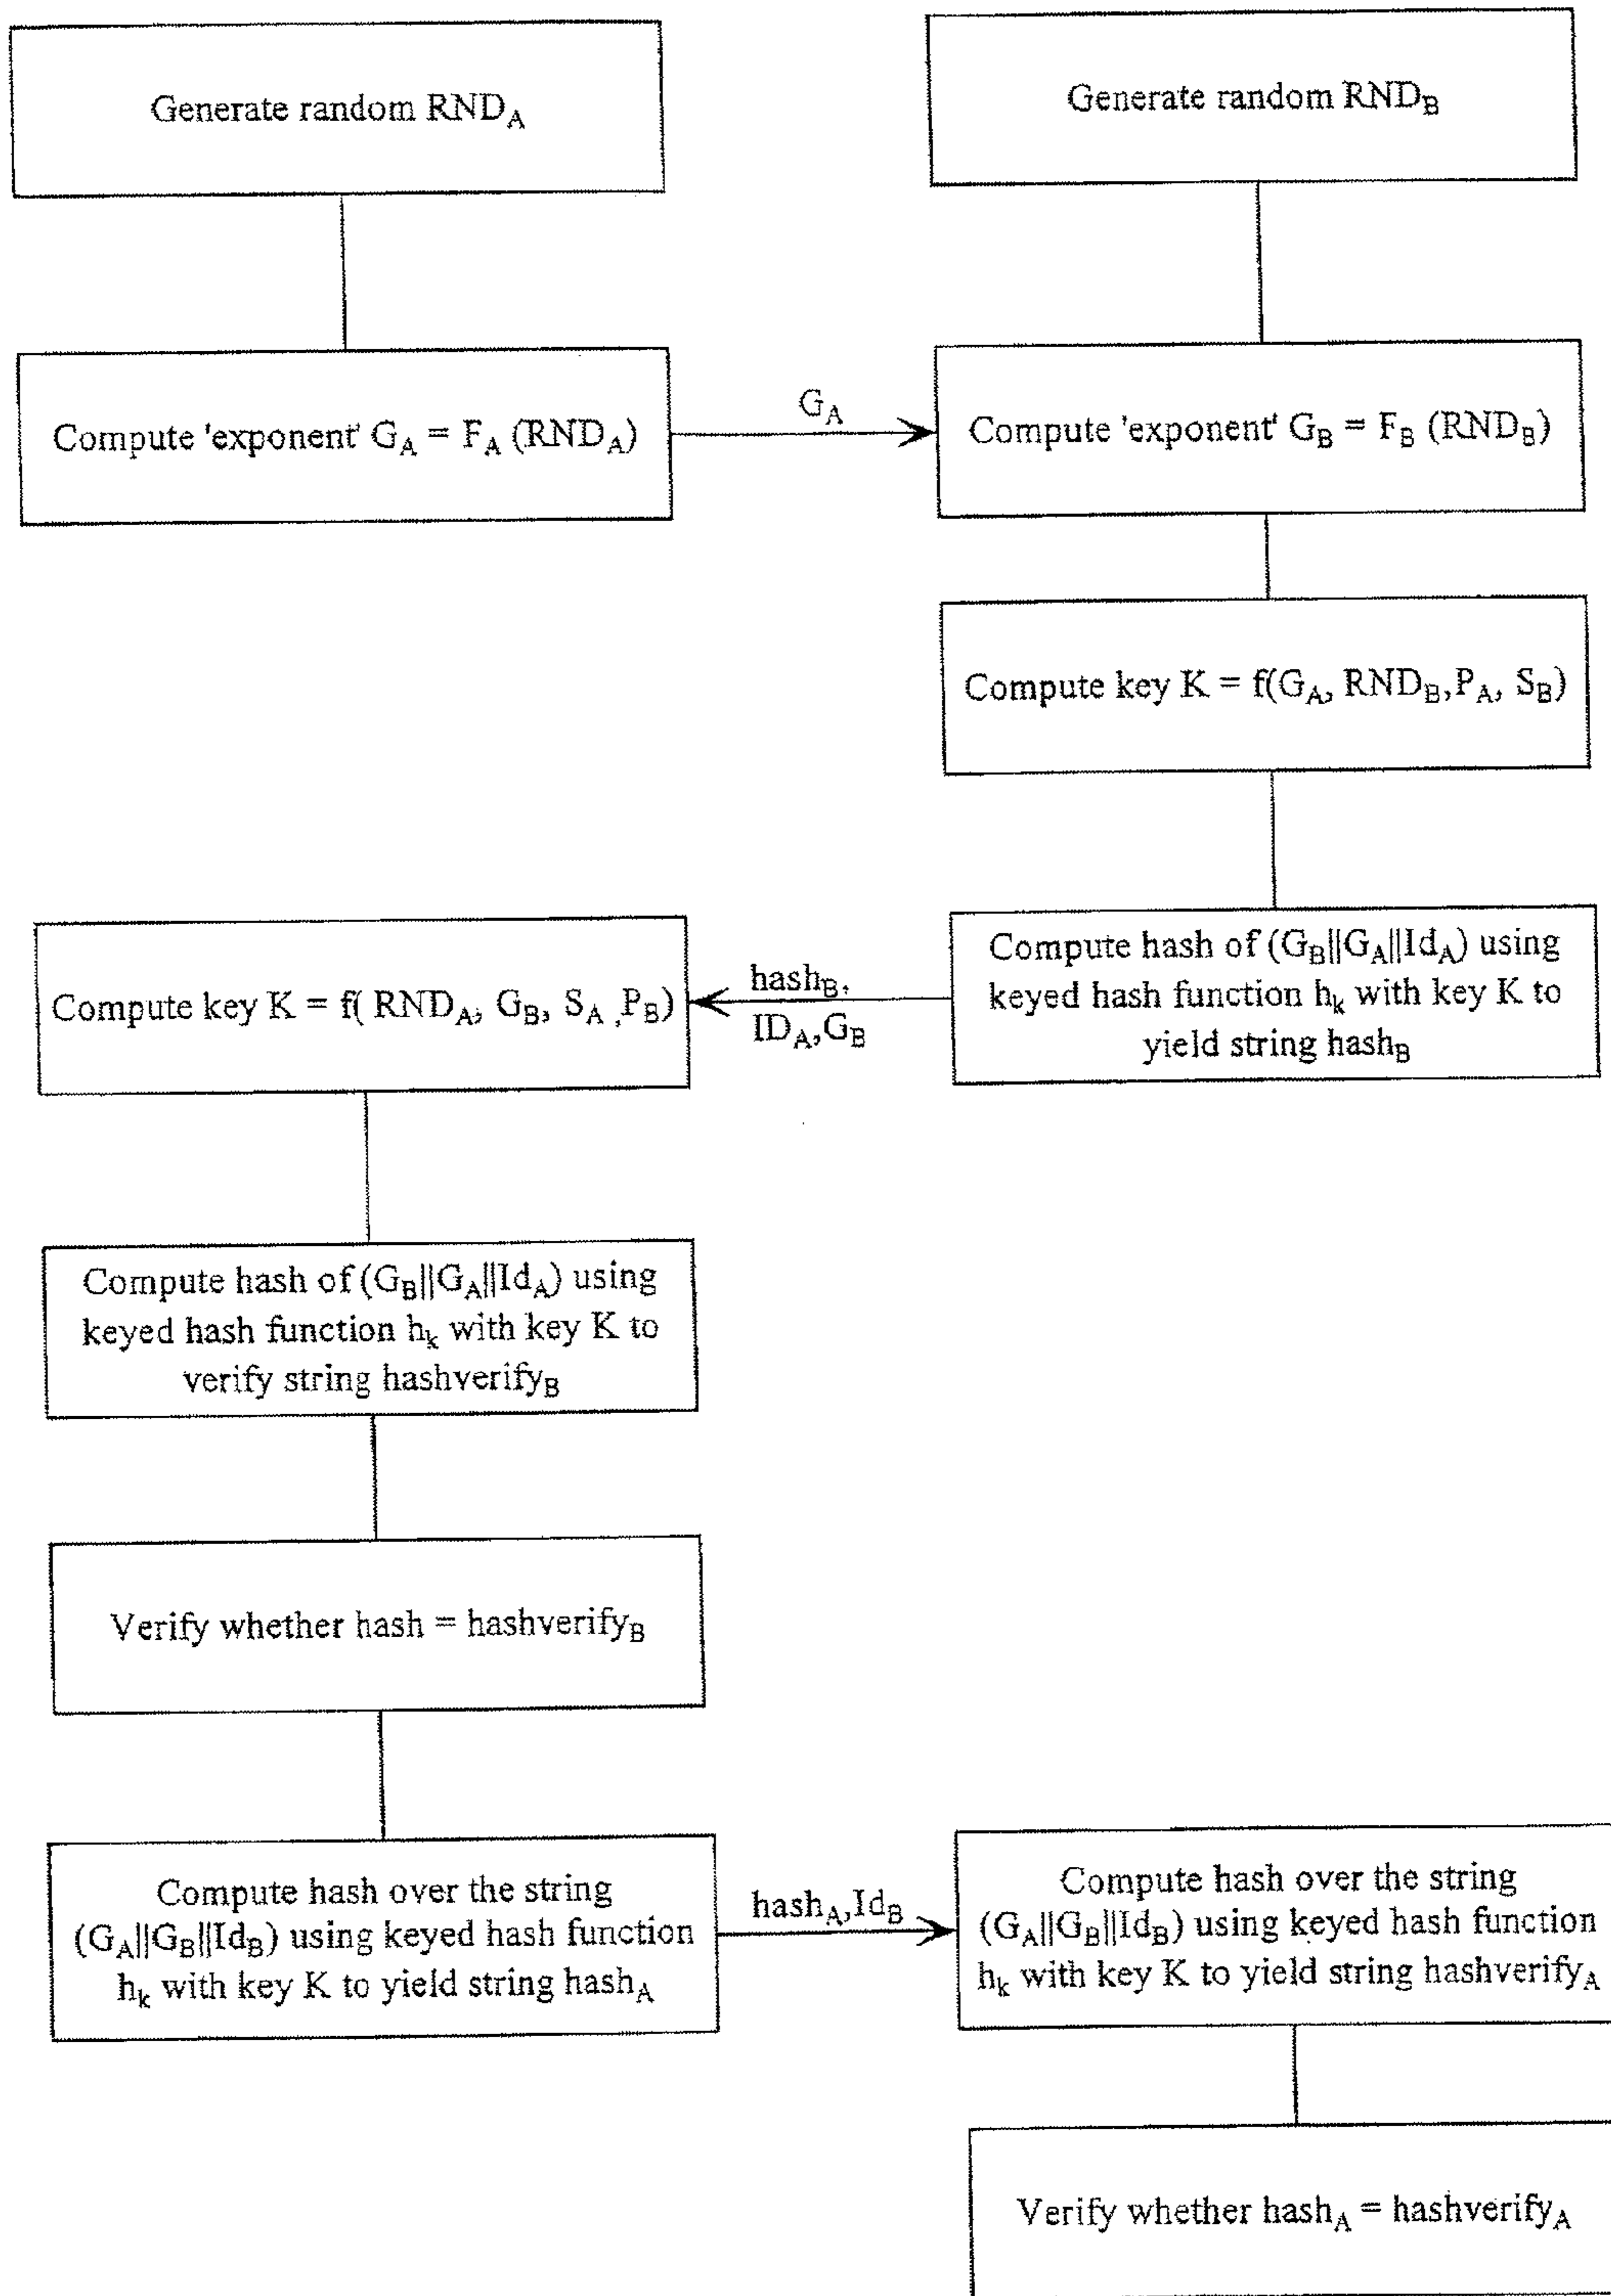 Generate random RND_A
Generate random RND_B
Compute 'exponent' G_A = F_A (RND_A)
G_A
Compute 'exponent' G_B = F_B (RND_B)
Compute key K = f(G_A, RND_B,P_A, S_B)
Compute hash of (G_B||G_A||Id_A) using
keyed hash function h_k with key K to
yield string hash_B
hash_B,
ID_A,G_B
Compute key K = f( RND_A, G_B, S_A ,P_B)
Compute hash of (G_B||G_A||Id_A) using
keyed hash function h_k with key K to
verify string hashverify_B
Verify whether hash = hashverify_B
Compute hash over the string
(G_A||G_B||Id_B) using keyed hash function
h_k with key K to yield string hash_A
hash_A,Id_B
Compute hash over the string
(G_A||G_B||Id_B) using keyed hash function
h_k with key K to yield string hashverify_A
Verify whether hash_A = hashverify_A